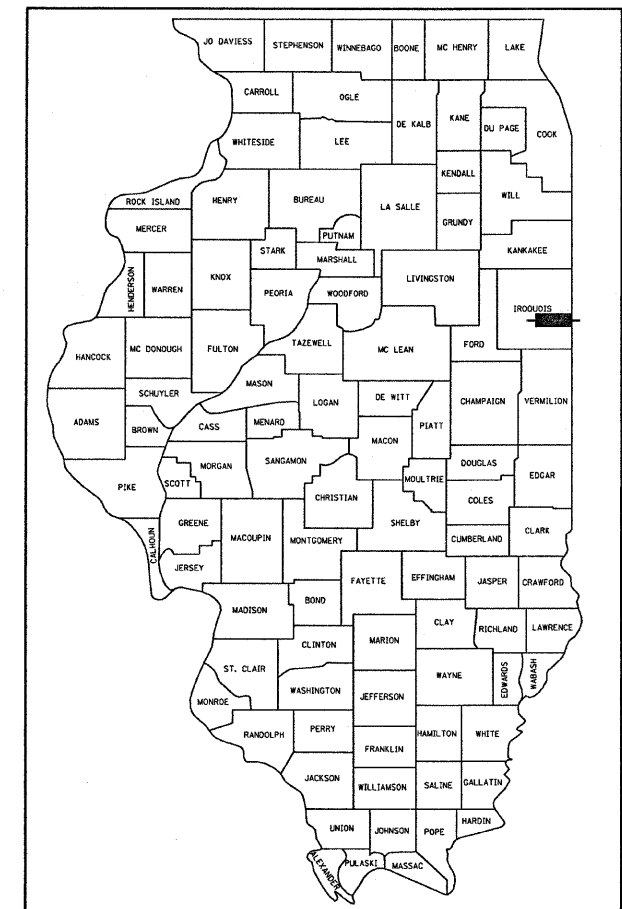 JO DAVIESS
STEPHENSON
WINNEBAGO
BOONE
MC HENRY
LAKE
CARROLL
OGLE
DE KALB
KANE
DU PAGE
COOK
WHITESIDE
LEE
KENDALL
WILL
ROCK ISLAND
HENRY
BUREAU
LA SALLE
GRUNDY
MERCER
PUTNAM
STARK
MARSHALL
KANKAKEE
HENDERSON
WARREN
KNOX
PEORIA
WOODFORD
LIVINGSTON
IROQUOIS
HANCOCK
MC DONOUGH
FULTON
TAZEWELL
MC LEAN
FORD
SCHUYLER
MASON
ADAMS
BROWN
CASS
MENARD
LOGAN
DE WITT
PIATT
CHAMPAIGN
VERMILION
MACON
PIKE
SCOTT
MORGAN
SANGAMON
CHRISTIAN
MOULTRIE
DOUGLAS
COLES
EDGAR
CALHOUN
GREENE
MACOUPIN
MONTGOMERY
SHELBY
CUMBERLAND
CLARK
JERSEY
FAYETTE
EFFINGHAM
JASPER
CRAWFORD
MADISON
BOND
CLAY
RICHLAND
LAWRENCE
CLINTON
MARION
ST. CLAIR
WAYNE
EDWARDS
WABASH
WASHINGTON
JEFFERSON
MONROE
RANDOLPH
PERRY
HAMILTON
WHITE
FRANKLIN
JACKSON
WILLIAMSON
SALINE
GALLATIN
UNION
JOHNSON
POPE
HARDIN
ALEXANDER
PULASKI
MASSAC